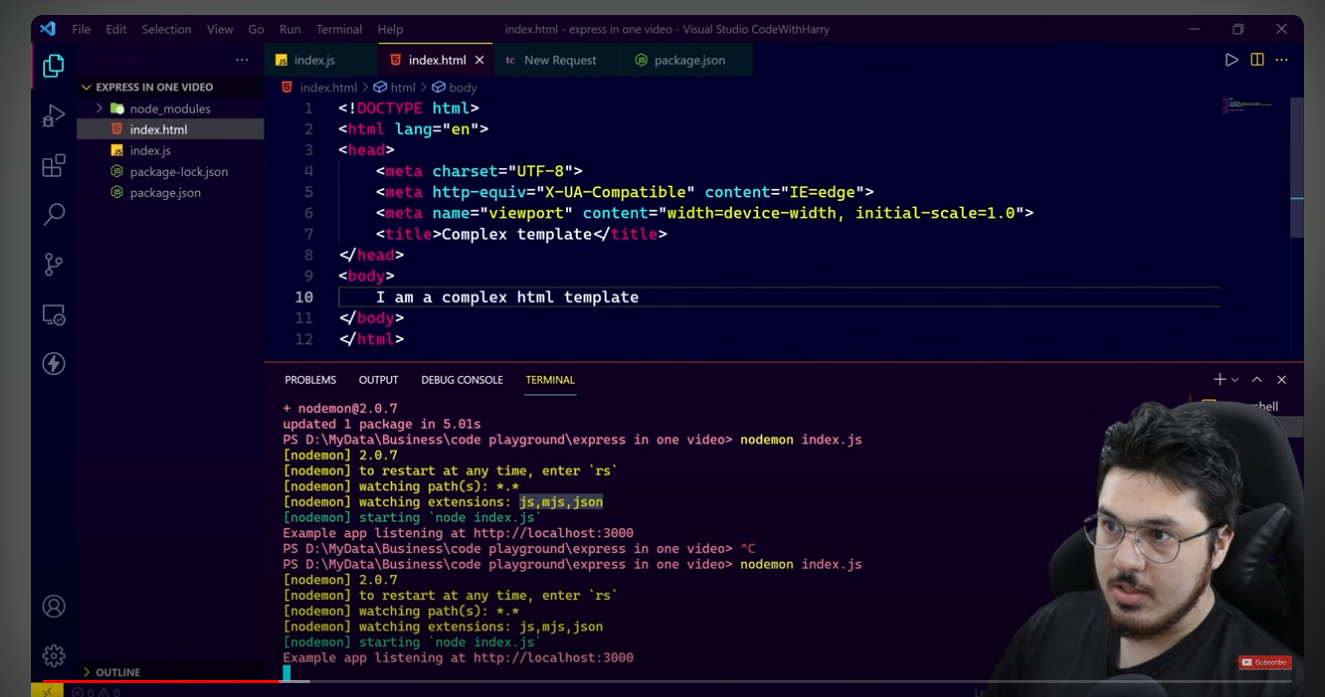 File Edit Selection View Go Run Terminal Help index.html - express in one video - Visual Studio CodeWithHarry
index.js index.html New Request package.json
EXPRESS IN ONE VIDEO
node_modules
index.html
index.js
package-lock.json
package.json
OUTLINE
index.html > html > body
1 <!DOCTYPE html>
2 <html lang="en">
3 <head>
4 <meta charset="UTF-8">
5 <meta http-equiv="X-UA-Compatible" content="IE=edge">
6 <meta name="viewport" content="width=device-width, initial-scale=1.0">
7 <title>Complex template</title>
8 </head>
9 <body>
10 I am a complex html template
11 </body>
12 </html>
PROBLEMS OUTPUT DEBUG CONSOLE TERMINAL
+ nodemon@2.0.7
updated 1 package in 5.01s
PS D:\MyData\Business\code playground\express in one video> nodemon index.js
[nodemon] 2.0.7
[nodemon] to restart at any time, enter `rs`
[nodemon] watching path(s): *.*
[nodemon] watching extensions: js,mjs,json
[nodemon] starting `node index.js`
Example app listening at http://localhost:3000
PS D:\MyData\Business\code playground\express in one video> ^C
PS D:\MyData\Business\code playground\express in one video> nodemon index.js
[nodemon] 2.0.7
[nodemon] to restart at any time, enter `rs`
[nodemon] watching path(s): *.*
[nodemon] watching extensions: js,mjs,json
[nodemon] starting `node index.js`
Example app listening at http://localhost:3000
Subscribe
0 0